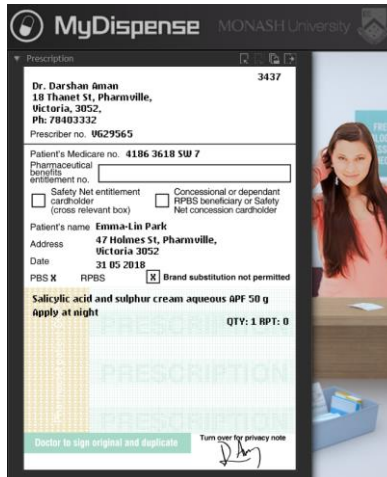 MyDispense MONASH University
Prescription
3437
Dr. Darshan Aman
18 Thanet St, Pharmville,
Victoria, 3052,
Ph: 78403332
Prescriber no. VG29565
Patient's Medicare no. 4186 3618 SW 7
Pharmaceutical
benefits
entitlement no.
Safety Net entitlement
cardholder
(cross relevant box)
Concessional or dependant
RPBS beneficiary or Safety
Net concession cardholder
Patient's name Emma-Lin Park
Address 47 Holmes St, Pharmville,
Victoria 3052
Date 31 05 2018
PBS X RPBS X Brand substitution not permitted
Salicylic acid and sulphur cream aqueous APF 50 g
Apply at night
QTY: 1 RPT: 0
PRESCRIPTION
PRESCRIPTION
PRESCRIPTION
Doctor to sign original and duplicate
Turn over for privacy note